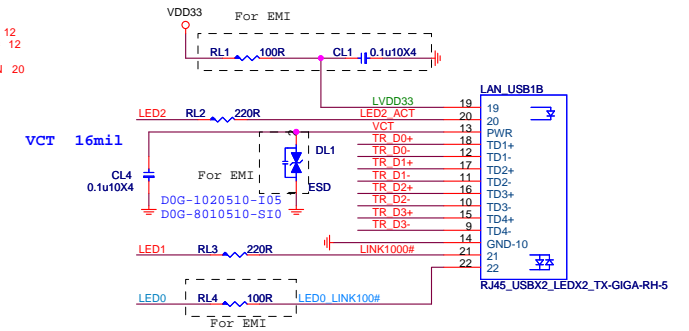 VDD33
For EMI
12
12
N 20
RL1 100R CL1 0.1u10X4
LAN_USB1B
LVDD33 19 19
LED2 RL2 220R LED2_ACT 20 20
VCT 16mil VCT 13 PWR
TR_D0+ 18 TD1+
TR_D0- 12 TD1-
TR_D1+ 17 TD2+
TR_D1- 11 TD2-
TR_D2+ 16 TD3+
TR_D2- 10 TD3-
TR_D3+ 15 TD4+
TR_D3- 9 TD4-
14 GND-10
2
DL1
For EMI
1
ESD
CL4
0.1u10X4
D0G-1020510-I05
D0G-8010510-SI0
LED1 RL3 220R LINK1000# 21 21
LED0 RL4 100R LED0_LINK100# 22 22
For EMI
RJ45_USBX2_LEDX2_TX-GIGA-RH-5